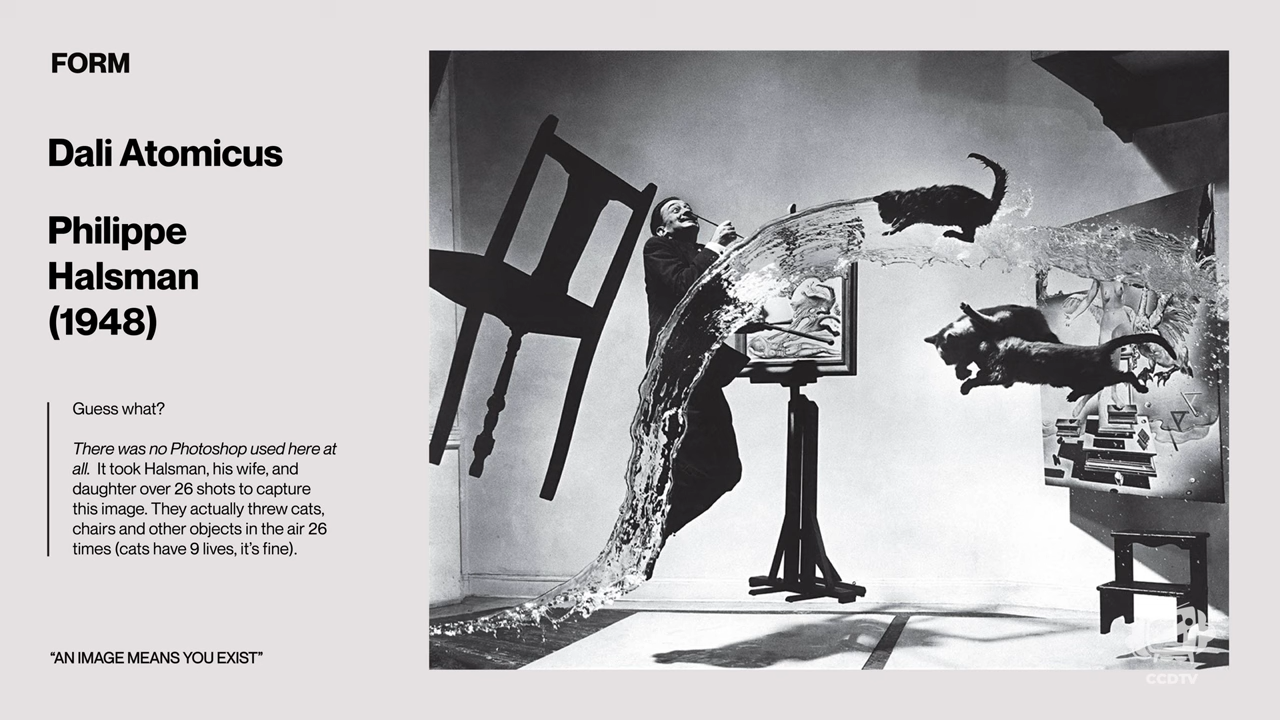 FORM
Dali Atomicus
Philippe
Halsman
(1948)
Guess what?
There was no Photoshop used here at
all.  It took Halsman, his wife, and
daughter over 26 shots to capture
this image. They actually threw cats,
chairs and other objects in the air 26
times (cats have 9 lives, it’s fine).
“AN IMAGE MEANS YOU EXIST”
CCDTV